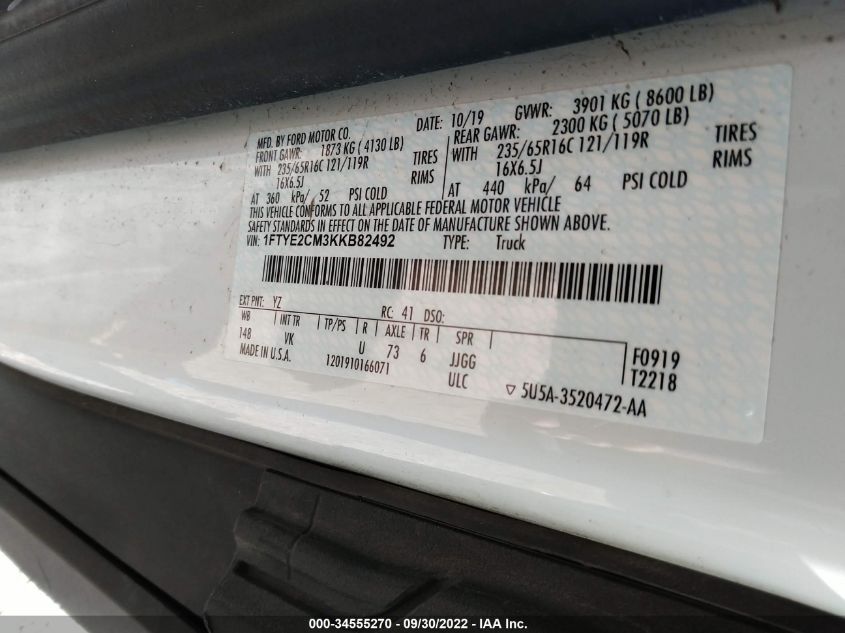 MFD. BY FORD MOTOR CO.
DATE: 10/19 GVWR: 3901 KG ( 8600 LB)
FRONT GAWR: 1873 KG ( 4130 LB)
REAR GAWR: 2300 KG ( 5070 LB)
WITH 235/65R16C 121/119R TIRES
WITH 235/65R16C 121/119R TIRES
16X6.5J RIMS
16X6.5J RIMS
AT 360 kPa/ 52 PSI COLD
AT 440 kPa/ 64 PSI COLD
THIS VEHICLE CONFORMS TO ALL APPLICABLE FEDERAL MOTOR VEHICLE
SAFETY STANDARDS IN EFFECT ON THE DATE OF MANUFACTURE SHOWN ABOVE.
VIN: 1FTYE2CM3KKB82492 TYPE: Truck
EXT PNT: YZ RC: 41 DSO:
WB INT TR TP/PS R AXLE TR SPR
148 VK U 73 6 JJGG F0919
MADE IN U.S.A. 1201910166071 ULC T2218
▽ 5U5A-3520472-AA
000-34555270 - 09/30/2022 - IAA Inc.